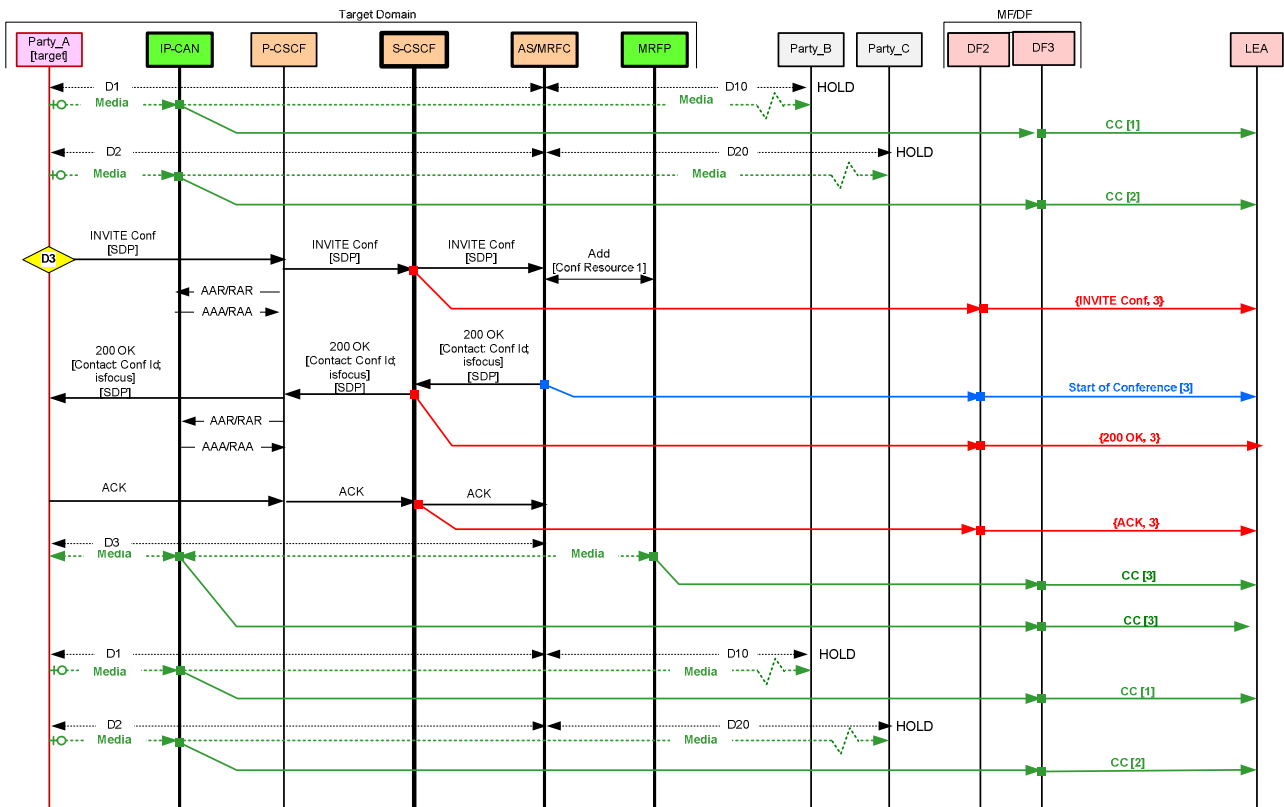 Target Domain
MF/DF
Party_A
[target]
IP-CAN
P-CSCF
S-CSCF
AS/MRFC
MRFP
Party_B
Party_C
DF2
DF3
LEA
D1
D10
HOLD
Media
Media
CC [1]
D2
D20
HOLD
Media
Media
CC [2]
D3
INVITE Conf
[SDP]
INVITE Conf
[SDP]
INVITE Conf
[SDP]
Add
[Conf Resource 1]
AAR/RAR
{INVITE Conf, 3}
AAA/RAA
200 OK
[Contact: Conf Id;
isfocus]
[SDP]
200 OK
[Contact: Conf Id;
isfocus]
[SDP]
200 OK
[Contact: Conf Id;
isfocus]
[SDP]
Start of Conference [3]
AAR/RAR
{200 OK, 3}
AAA/RAA
ACK
ACK
ACK
{ACK, 3}
D3
Media
Media
CC [3]
CC [3]
D1
D10
HOLD
Media
Media
CC [1]
D2
D20
HOLD
Media
Media
CC [2]